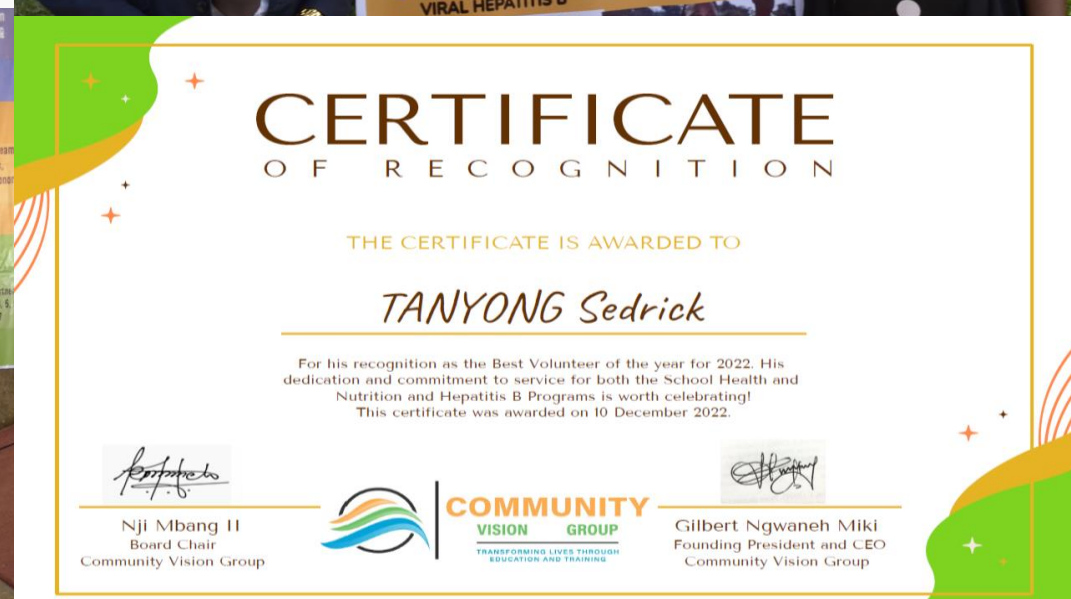 VIRAL HEPATITIS B
CERTIFICATE
OF RECOGNITION
THE CERTIFICATE IS AWARDED TO
TANYONG Sedrick
For his recognition as the Best Volunteer of the year for 2022. His
dedication and commitment to service for both the School Health and
Nutrition and Hepatitis B Programs is worth celebrating!
This certificate was awarded on 10 December 2022.
Nji Mbang II
Board Chair
Community Vision Group
COMMUNITY
VISION GROUP
TRANSFORMING LIVES THROUGH
EDUCATION AND TRAINING
Gilbert Ngwaneh Miki
Founding President and CEO
Community Vision Group